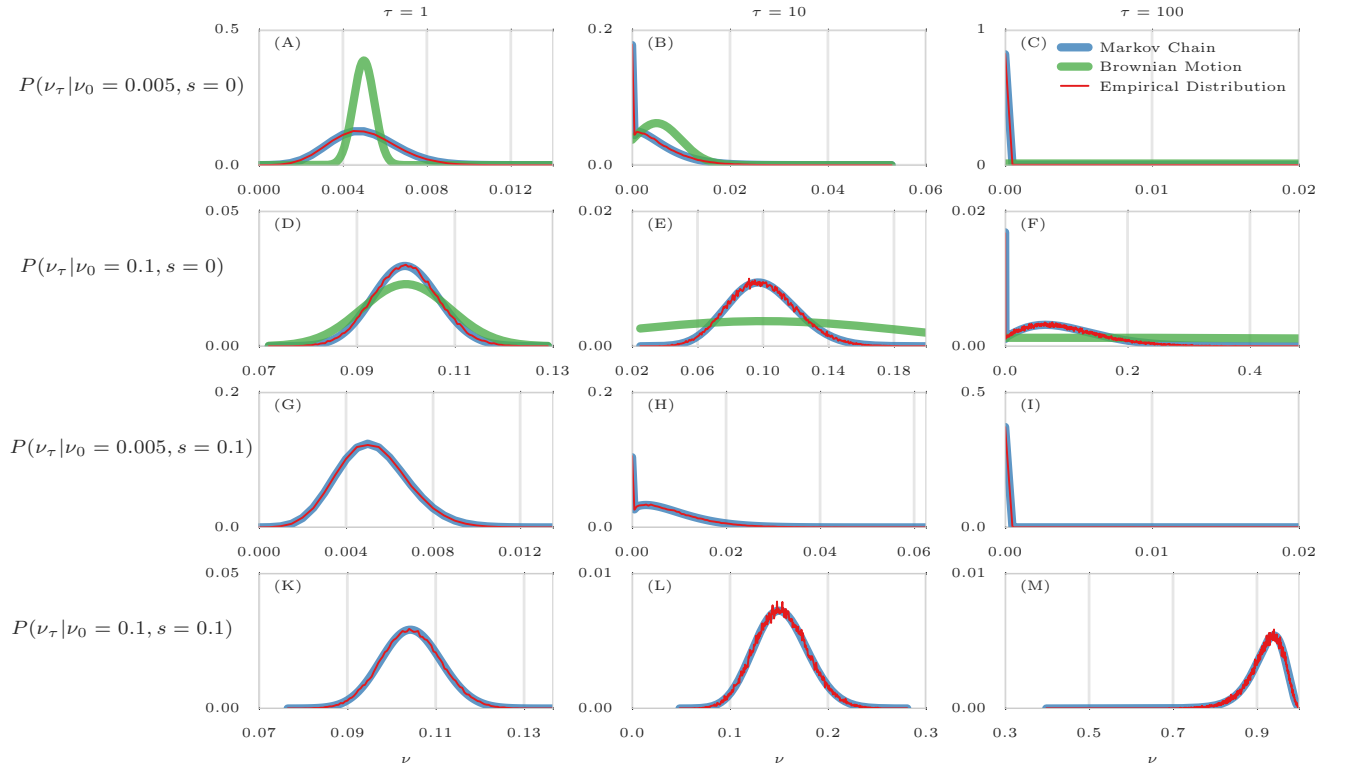 τ = 1 τ = 10 τ = 100
0.5 (A) 0.2 (B) 1 (C) Markov Chain
Brownian Motion
Empirical Distribution
P(ν_τ|ν_0 = 0.005, s = 0)
0.0 0.0 0
0.000 0.004 0.008 0.012 0.00 0.02 0.04 0.06 0.00 0.01 0.02
0.05 (D) 0.02 (E) 0.02 (F)
P(ν_τ|ν_0 = 0.1, s = 0)
0.00 0.00 0.00
0.07 0.09 0.11 0.13 0.02 0.06 0.10 0.14 0.18 0.0 0.2 0.4
0.2 (G) 0.2 (H) 0.5 (I)
P(ν_τ|ν_0 = 0.005, s = 0.1)
0.0 0.0 0.0
0.000 0.004 0.008 0.012 0.00 0.02 0.04 0.06 0.00 0.01 0.02
0.05 (K) 0.01 (L) 0.01 (M)
P(ν_τ|ν_0 = 0.1, s = 0.1)
0.00 0.00 0.00
0.07 0.09 0.11 0.13 0.0 0.1 0.2 0.3 0.3 0.5 0.7 0.9
ν ν ν